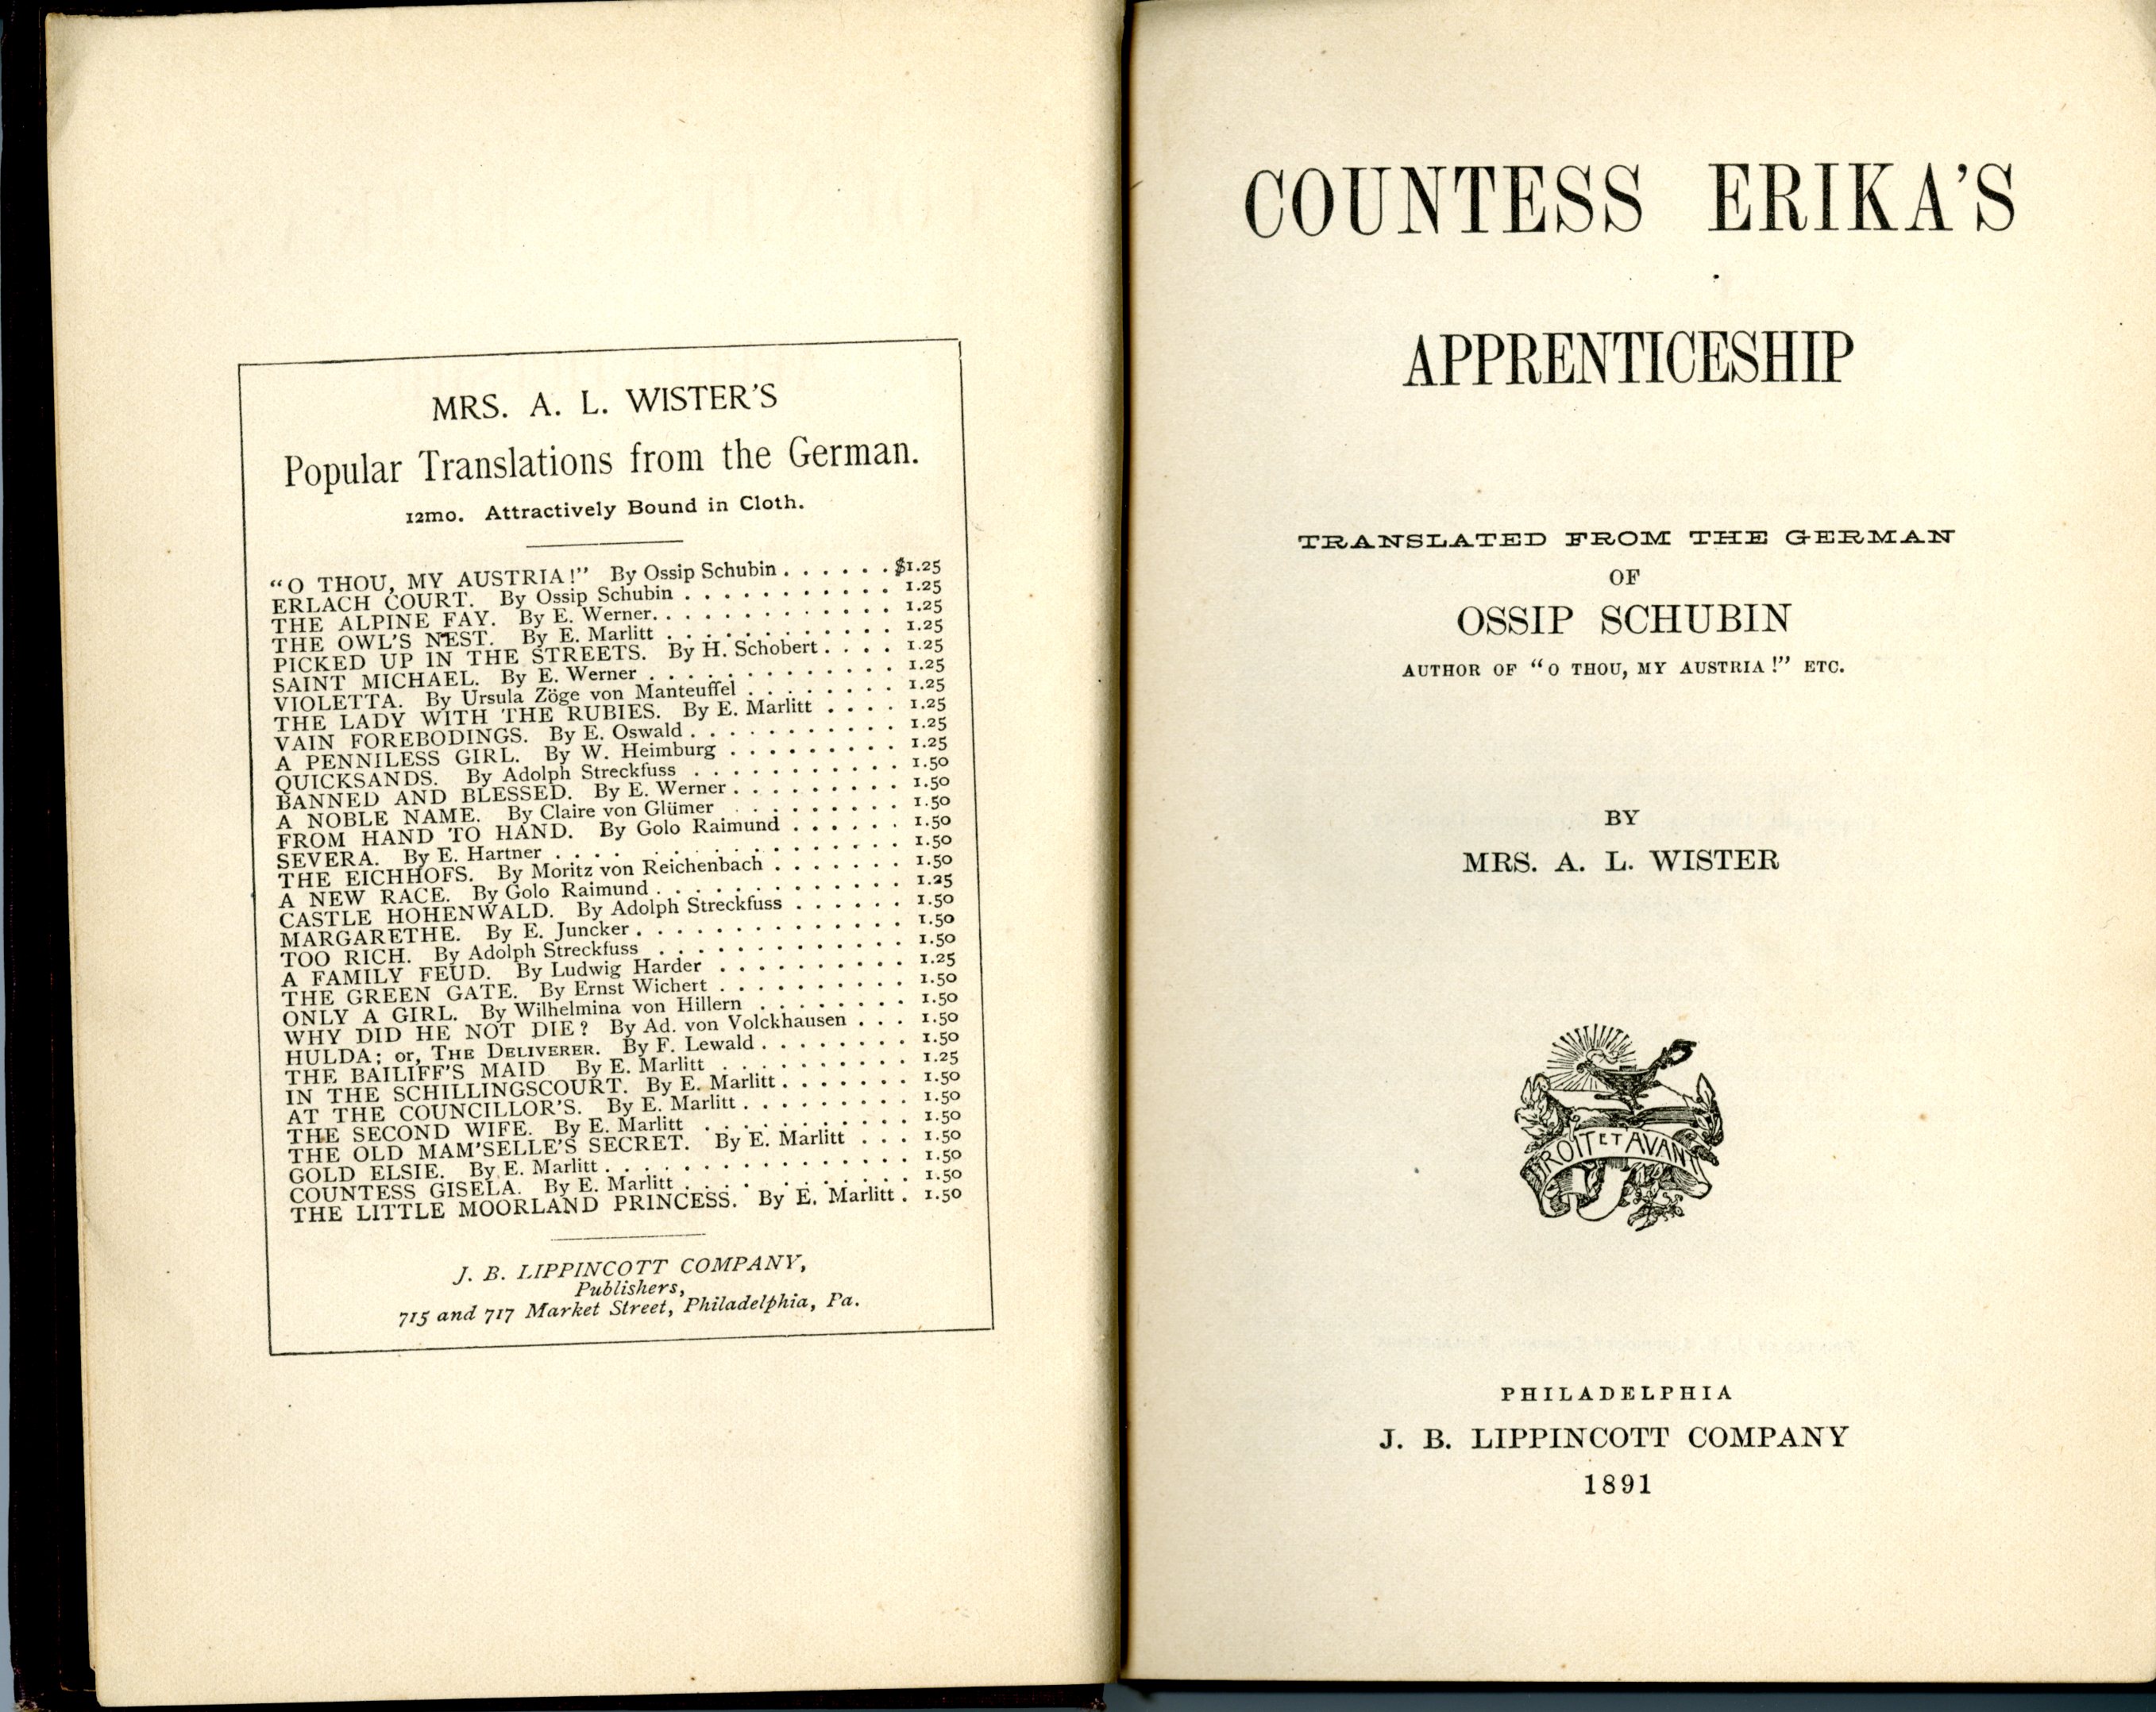 MRS. A. L. WISTER'S
Popular Translations from the German.
12mo. Attractively Bound in Cloth.
"O THOU, MY AUSTRIA!" By Ossip Schubin . . . . . . $1.25
ERLACH COURT. By Ossip Schubin . . . . . . . . . . . 1.25
THE ALPINE FAY. By E. Werner. . . . . . . . . . . . 1.25
THE OWL'S NEST. By E. Marlitt . . . . . . . . . . . . 1.25
PICKED UP IN THE STREETS. By H. Schobert . . . . 1.25
SAINT MICHAEL. By E. Werner . . . . . . . . . . . . . 1.25
VIOLETTA. By Ursula Zöge von Manteuffel . . . . . . . . 1.25
THE LADY WITH THE RUBIES. By E. Marlitt . . . . 1.25
VAIN FOREBODINGS. By E. Oswald . . . . . . . . . . . 1.25
A PENNILESS GIRL. By W. Heimburg . . . . . . . . . 1.25
QUICKSANDS. By Adolph Streckfuss . . . . . . . . . . . 1.50
BANNED AND BLESSED. By E. Werner . . . . . . . . . 1.50
A NOBLE NAME. By Claire von Glümer . . . . . . . . . 1.50
FROM HAND TO HAND. By Golo Raimund . . . . . . 1.50
SEVERA. By E. Hartner . . . . . . . . . . . . . . . . 1.50
THE EICHHOFS. By Moritz von Reichenbach . . . . . . . 1.50
A NEW RACE. By Golo Raimund . . . . . . . . . . . . . 1.25
CASTLE HOHENWALD. By Adolph Streckfuss . . . . . . 1.50
MARGARETHE. By E. Juncker . . . . . . . . . . . . . . 1.50
TOO RICH. By Adolph Streckfuss . . . . . . . . . . . . . 1.50
A FAMILY FEUD. By Ludwig Harder . . . . . . . . . . 1.25
THE GREEN GATE. By Ernst Wichert . . . . . . . . . . 1.50
ONLY A GIRL. By Wilhelmina von Hillern . . . . . . . . 1.50
WHY DID HE NOT DIE? By Ad. von Volckhausen . . . 1.50
HULDA; or, THE DELIVERER. By F. Lewald . . . . . . . . 1.50
THE BAILIFF'S MAID By E. Marlitt . . . . . . . . . . 1.25
IN THE SCHILLINGSCOURT. By E. Marlitt . . . . . . . 1.50
AT THE COUNCILLOR'S. By E. Marlitt . . . . . . . . . 1.50
THE SECOND WIFE. By E. Marlitt . . . . . . . . . . . 1.50
THE OLD MAM'SELLE'S SECRET. By E. Marlitt . . . 1.50
GOLD ELSIE. By E. Marlitt . . . . . . . . . . . . . . . . 1.50
COUNTESS GISELA. By E. Marlitt . . . . . . . . . . . . 1.50
THE LITTLE MOORLAND PRINCESS. By E. Marlitt . 1.50
J. B. LIPPINCOTT COMPANY,
Publishers,
715 and 717 Market Street, Philadelphia, Pa.
COUNTESS ERIKA'S
APPRENTICESHIP
TRANSLATED FROM THE GERMAN
OF
OSSIP SCHUBIN
AUTHOR OF "O THOU, MY AUSTRIA!" ETC.
BY
MRS. A. L. WISTER
DROIT ET AVANT
PHILADELPHIA
J. B. LIPPINCOTT COMPANY
1891